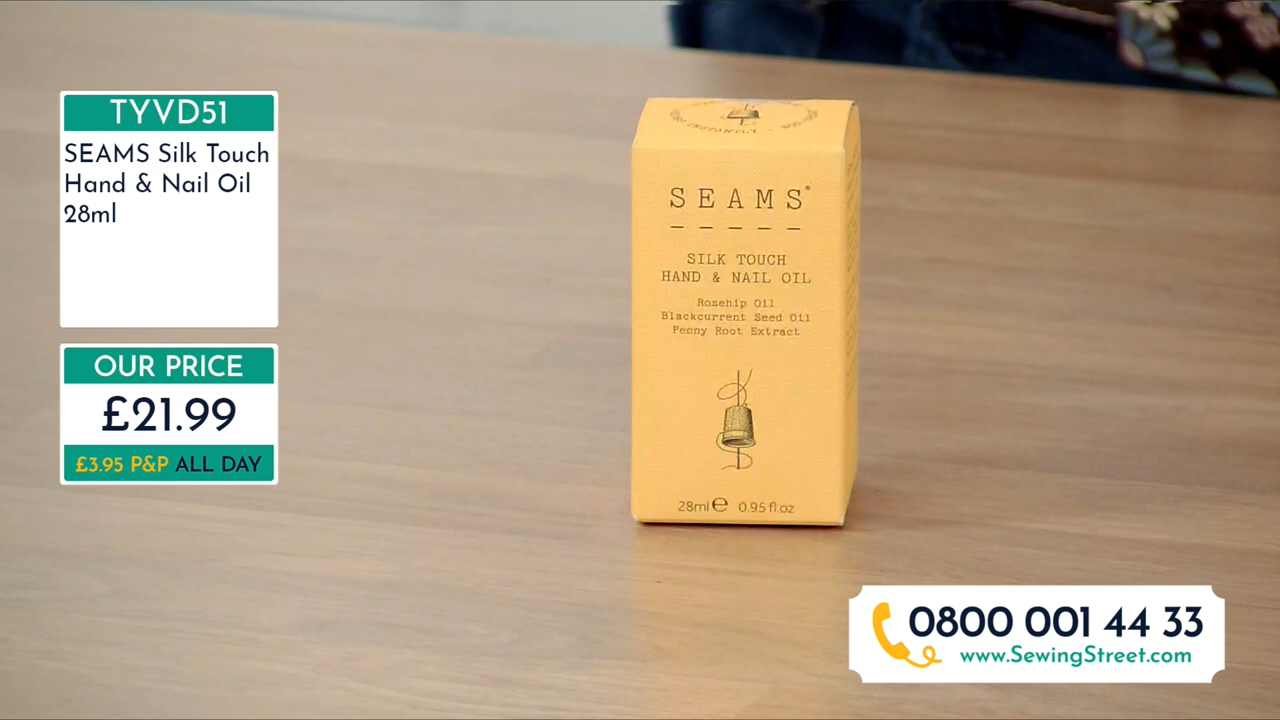 TYVD51
SEAMS Silk Touch
Hand & Nail Oil
28ml
OUR PRICE
£21.99
£3.95 P&P ALL DAY
SEAMS®
SILK TOUCH
HAND & NAIL OIL
Rosehip Oil
Blackcurrent Seed Oil
Peony Root Extract
28ml e 0.95 fl.oz
0800 001 44 33
www.SewingStreet.com